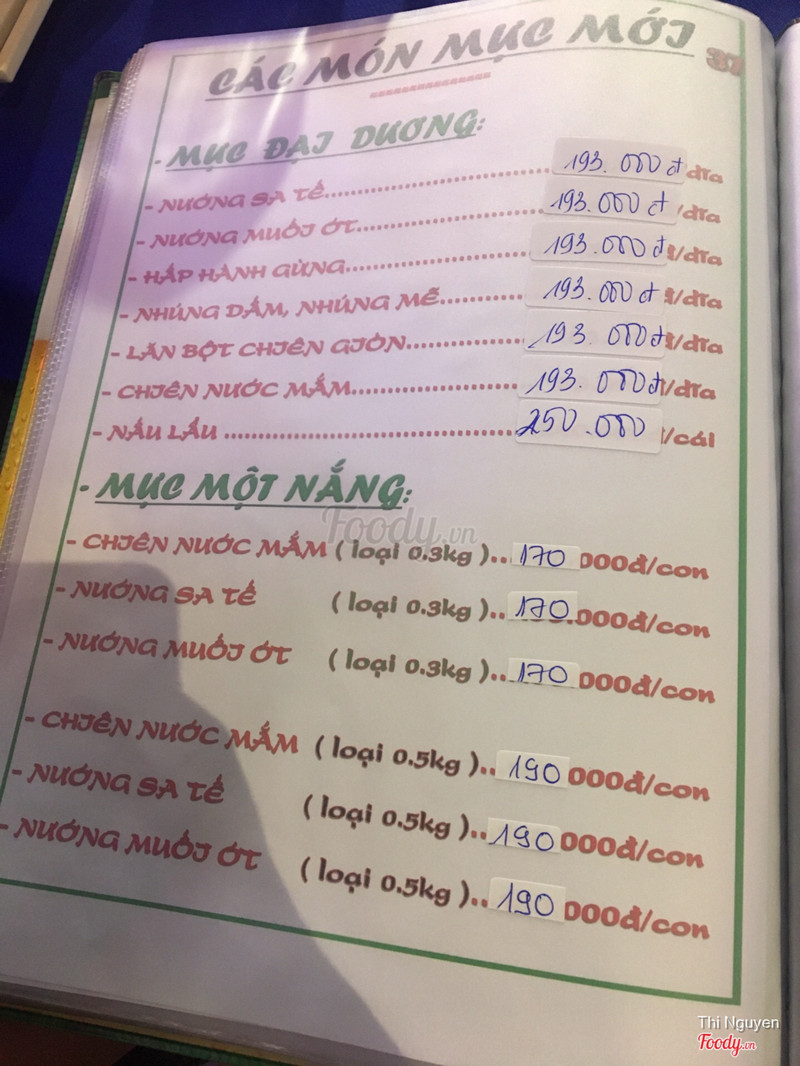 CÁC MÓN MỰC MỚI
37
- MỰC ĐẠI DƯƠNG:
- NƯỚNG SA TẾ........................ 193.000 đ/dĩa
- NƯỚNG MUỐI ỚT.................... 193.000 đ/dĩa
- HẤP HÀNH GỪNG................... 193.000 đ/dĩa
- NHÚNG DẤM, NHÚNG MẼ.......... 193.000 đ/dĩa
- LĂN BỘT CHIÊN GIÒN.............. 193.000 đ/dĩa
- CHIÊN NƯỚC MẮM.................. 193.000 đ/dĩa
- NẤU LẨU ................................ 250.000/cái
- MỰC MỘT NẮNG:
- CHIÊN NƯỚC MẮM ( loại 0.3kg ).. 170 000đ/con
- NƯỚNG SA TẾ ( loại 0.3kg ).. 170.000đ/con
- NƯỚNG MUỐI ỚT ( loại 0.3kg ).. 170 000đ/con
- CHIÊN NƯỚC MẮM ( loại 0.5kg ).. 190 000đ/con
- NƯỚNG SA TẾ ( loại 0.5kg ).. 190 000đ/con
- NƯỚNG MUỐI ỚT ( loại 0.5kg ).. 190 000đ/con
Foody.vn
Thi Nguyen
Foody.vn